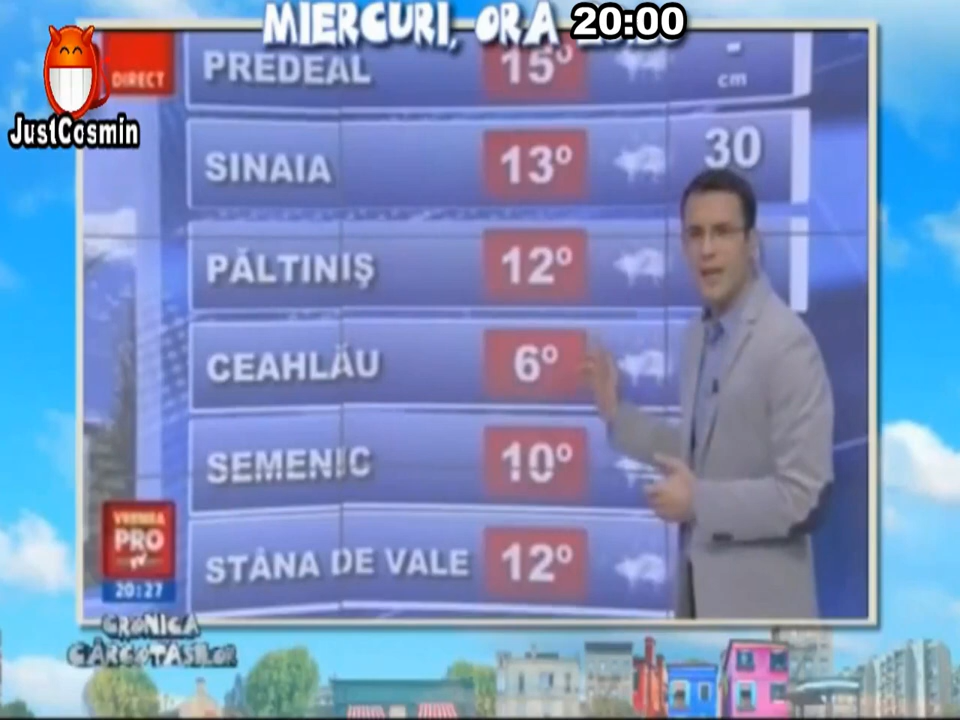 MIERCURI, ORA 20:00
JustCosmin
DIRECT
PREDEAL 15° -
cm
SINAIA 13° 30
PĂLTINIŞ 12°
CEAHLĂU 6°
SEMENIC 10°
STÂNA DE VALE 12°
VREMEA
PRO
TV
20:27
CRONICA
CÂRCOTAŞILOR